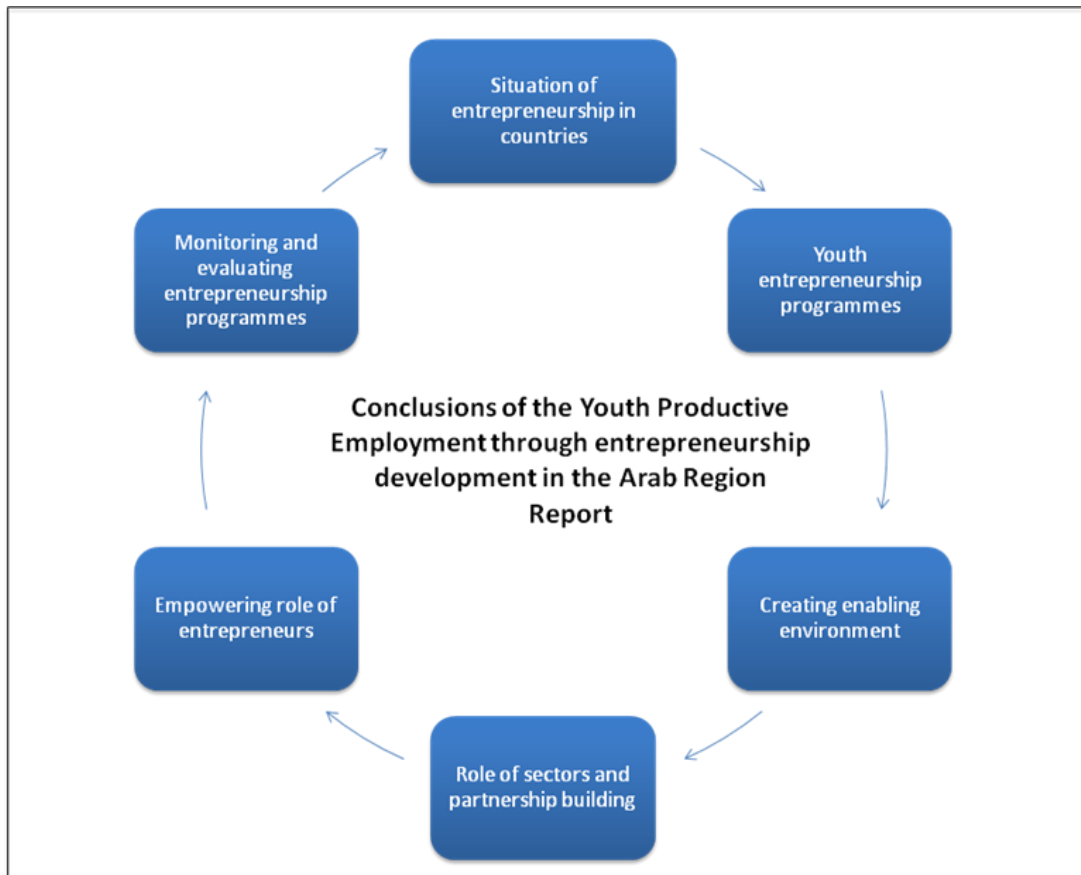 Situation of
entrepreneurship in
countries
Youth
entrepreneurship
programmes
Creating enabling
environment
Role of sectors and
partnership building
Empowering role of
entrepreneurs
Monitoring and
evaluating
entrepreneurship
programmes
Conclusions of the Youth Productive
Employment through entrepreneurship
development in the Arab Region
Report